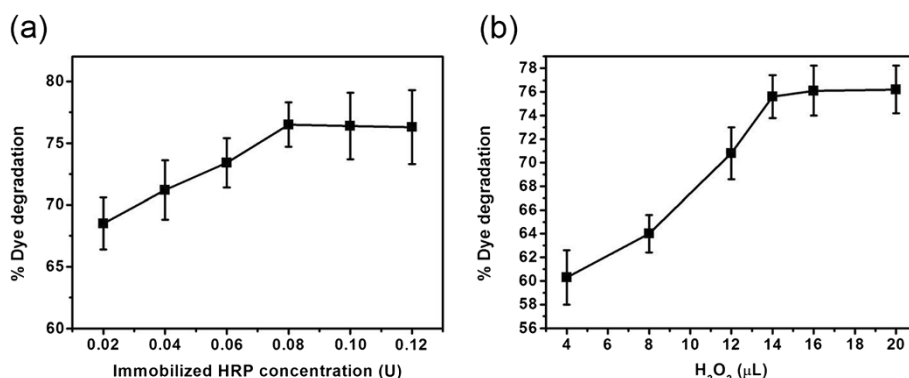 (a)
% Dye degradation
80
75
70
65
60
0.02 0.04 0.06 0.08 0.10 0.12
Immobilized HRP concentration (U)
(b)
% Dye degradation
78
76
74
72
70
68
66
64
62
60
58
56
4 6 8 10 12 14 16 18 20
H₂O₂ (μL)